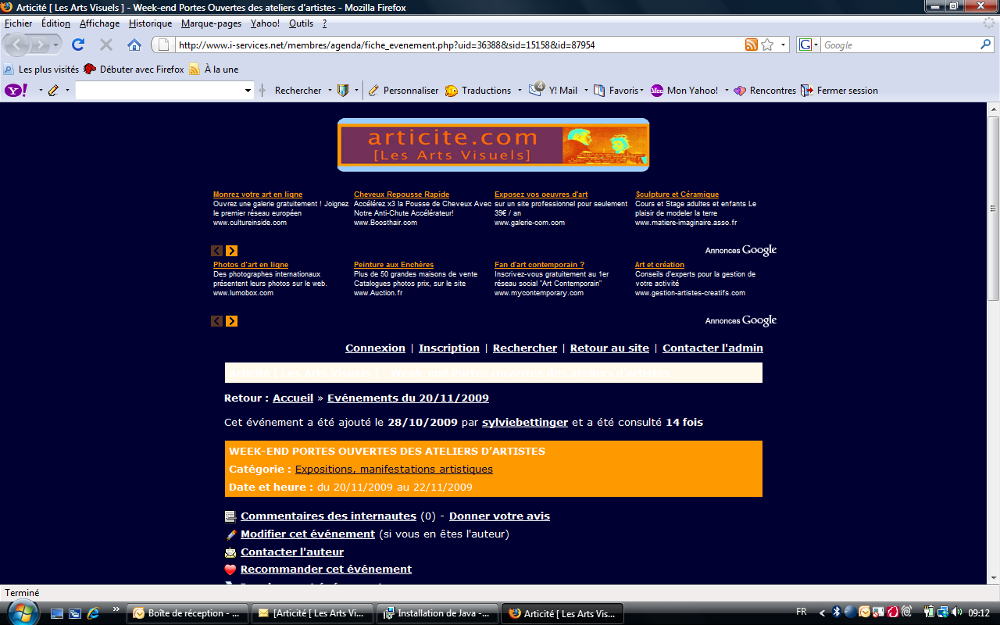 Articité [ Les Arts Visuels ] - Week-end Portes Ouvertes des ateliers d’artistes - Mozilla Firefox
Fichier Édition Affichage Historique Marque-pages Yahoo! Outils ?
http://www.i-services.net/membres/agenda/fiche_evenement.php?uid=36388&sid=15158&id=87954
G Google
Les plus visités Débuter avec Firefox À la une
Y! Rechercher Personnaliser Traductions 4 Y! Mail Favoris Mon Mon Yahoo! Rencontres Fermer session
articite.com
[Les Arts Visuels]
Monrez votre art en ligne Cheveux Repousse Rapide Exposez vos oeuvres d'art Sculpture et Céramique
Ouvrez une galerie gratuitement ! Joignez Accélérez x3 la Pousse de Cheveux Avec sur un site professionnel pour seulement Cours et Stage adultes et enfants Le
le premier réseau européen Notre Anti-Chute Accélérateur! 39€ / an plaisir de modeler la terre
www.cultureinside.com www.Boosthair.com www.galerie-com.com www.matiere-imaginaire.asso.fr
Annonces Google
Photos d'art en ligne Peinture aux Enchères Fan d'art contemporain ? Art et création
Des photographes internationaux Plus de 50 grandes maisons de vente Inscrivez-vous gratuitement au 1er Conseils d'experts pour la gestion de
présentent leurs photos sur le web. Catalogues photos prix, sur le site réseau social "Art Contemporain" votre activité
www.lumobox.com www.Auction.fr www.mycontemporary.com www.gestion-artistes-creatifs.com
Annonces Google
Connexion | Inscription | Rechercher | Retour au site | Contacter l'admin
Articité [ Les Arts Visuels ] - Week-end Portes Ouvertes des ateliers d’artistes
Retour : Accueil » Evénements du 20/11/2009
Cet événement a été ajouté le 28/10/2009 par sylviebettinger et a été consulté 14 fois
WEEK-END PORTES OUVERTES DES ATELIERS D’ARTISTES
Catégorie : Expositions, manifestations artistiques
Date et heure : du 20/11/2009 au 22/11/2009
Commentaires des internautes (0) - Donner votre avis
Modifier cet événement (si vous en êtes l'auteur)
Contacter l'auteur
Recommander cet événement
Terminé
Boîte de réception - ... [Articité [ Les Arts Visu... Installation de Java -... Articité [ Les Arts Vis... FR 09:12